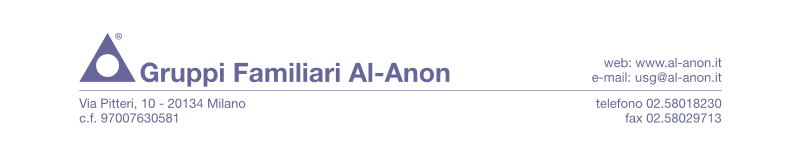 ®
Gruppi Familiari Al-Anon
web: www.al-anon.it
e-mail: usg@al-anon.it
Via Pitteri, 10 - 20134 Milano
c.f. 97007630581
telefono 02.58018230
fax 02.58029713